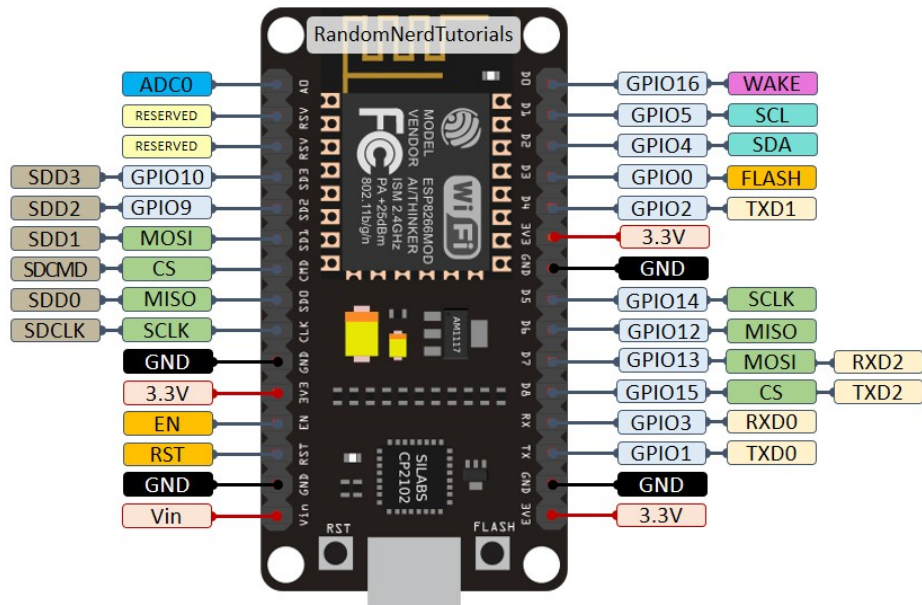 RandomNerdTutorials
ADC0
RESERVED
RESERVED
SDD3 GPIO10
SDD2 GPIO9
SDD1 MOSI
SDCMD CS
SDD0 MISO
SDCLK SCLK
GND
3.3V
EN
RST
GND
Vin
A0
RSV
RSV
SD3
SD2
SD1
CMD
SD0
CLK
GND
3V3
EN
RST
GND
Vin
MODEL ESP8266MOD
VENDOR AI/THINKER
ISM 2.4GHz
PA +25dBm
802.11b/g/n
FC
WiFi
AM1117
SILABS
CP2102
RST
FLASH
D0
D1
D2
D3
D4
3V3
GND
D5
D6
D7
D8
RX
TX
GND
3V3
GPIO16 WAKE
GPIO5 SCL
GPIO4 SDA
GPIO0 FLASH
GPIO2 TXD1
3.3V
GND
GPIO14 SCLK
GPIO12 MISO
GPIO13 MOSI RXD2
GPIO15 CS TXD2
GPIO3 RXD0
GPIO1 TXD0
GND
3.3V